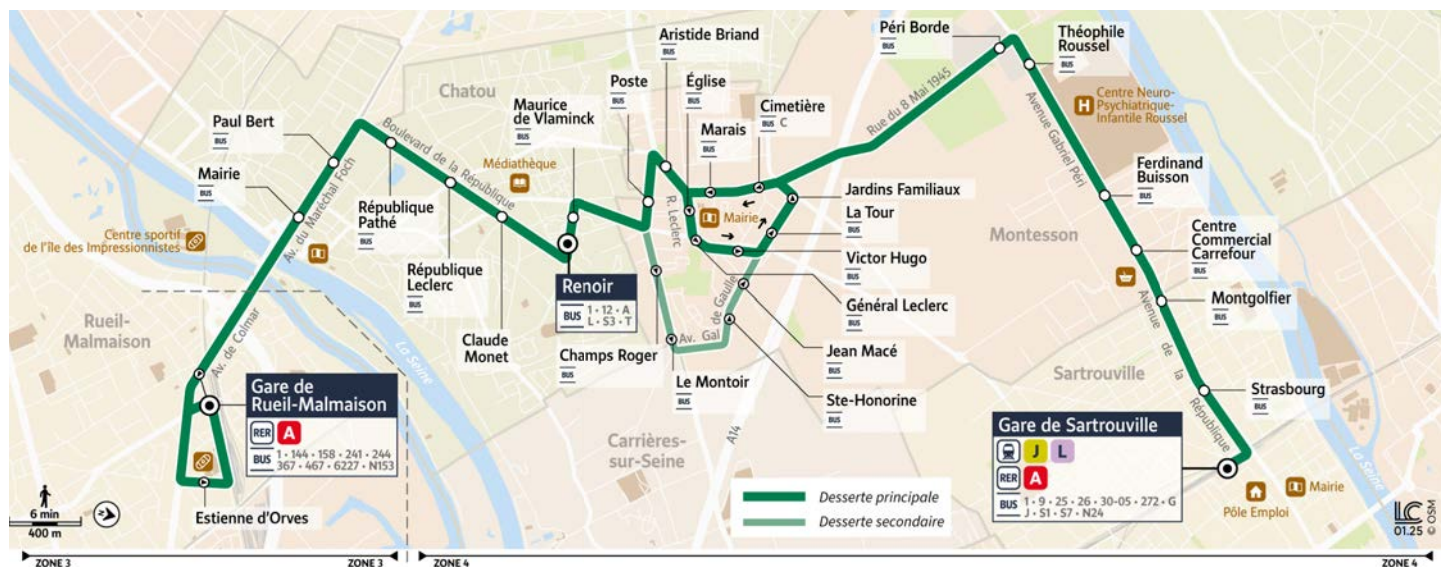 Aristide Briand
BUS
Péri Borde
BUS
Théophile
Roussel
BUS
Poste
BUS
Église
BUS
Chatou
Maurice
de Vlaminck
BUS
Cimetière
BUS C
Rue du 8 Mai 1945
H
Centre Neuro-
Psychiatrique-
Infantile Roussel
Paul Bert
BUS
Boulevard de la République
Marais
BUS
Avenue Gabriel Péri
Médiathèque
Mairie
BUS
Av. du Maréchal Foch
République
Pathé
BUS
R. Leclerc
Mairie
Jardins Familiaux
Ferdinand
Buisson
BUS
Centre sportif
de l'île des Impressionnistes
La Tour
BUS
Montesson
Centre
Commercial
Carrefour
BUS
République
Leclerc
BUS
Victor Hugo
BUS
Renoir
BUS
1 • 12 • A
L • S3 • T
de Gaulle
Général Leclerc
BUS
Montgolfier
BUS
Rueil-
Malmaison
Av. de Colmar
La Seine
Claude
Monet
Champs Roger
BUS
Av. Gal
Jean Macé
BUS
Avenue de la République
Sartrouville
Gare de
Rueil-Malmaison
RER A
BUS
1 • 144 • 158 • 241 • 244
367 • 467 • 6227 • N153
Le Montoir
BUS
Ste-Honorine
BUS
Strasbourg
BUS
A14
Carrières-
sur-Seine
Gare de Sartrouville
J L
RER A
BUS
1 • 9 • 25 • 26 • 30-05 • 272 • G
J • S1 • S7 • N24
La Seine
Mairie
Pôle Emploi
Estienne d'Orves
Desserte principale
Desserte secondaire
6 min
400 m
Z
LC
01.25
© OSM
ZONE 3
ZONE 3
ZONE 4
ZONE 4